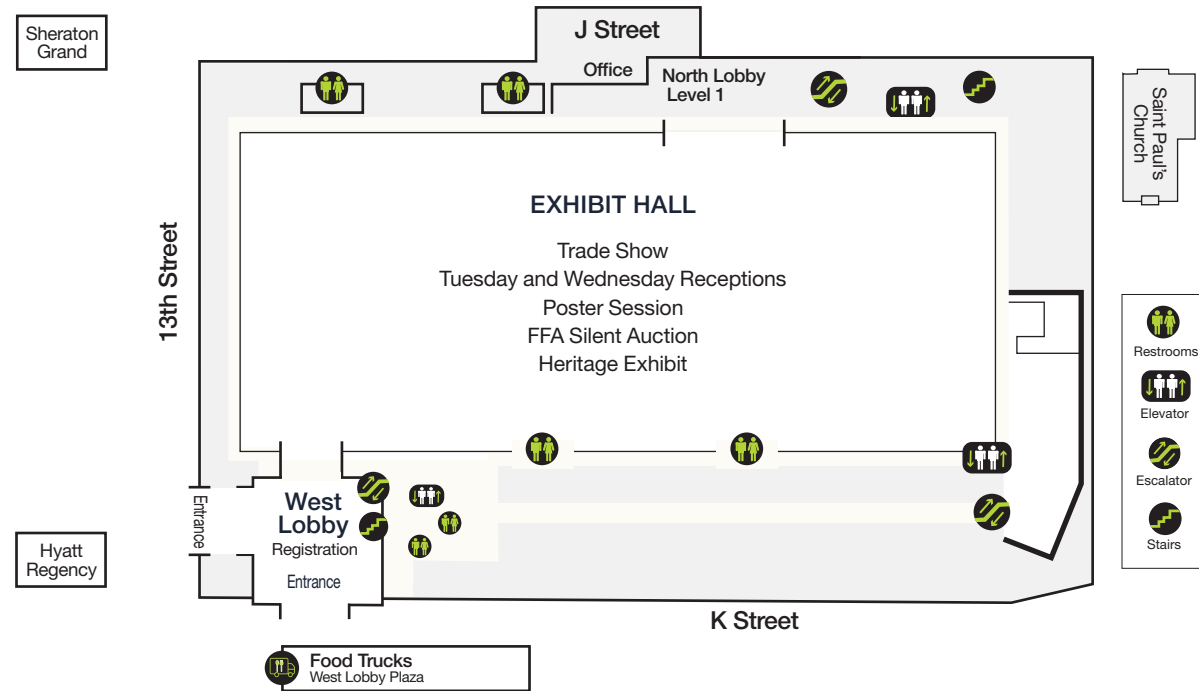 Sheraton
Grand
J Street
Office
North Lobby
Level 1
Saint Paul's
Church
13th Street
EXHIBIT HALL
Trade Show
Tuesday and Wednesday Receptions
Poster Session
FFA Silent Auction
Heritage Exhibit
Restrooms
Elevator
Escalator
Stairs
Entrance
West
Lobby
Registration
Entrance
Hyatt
Regency
K Street
Food Trucks
West Lobby Plaza